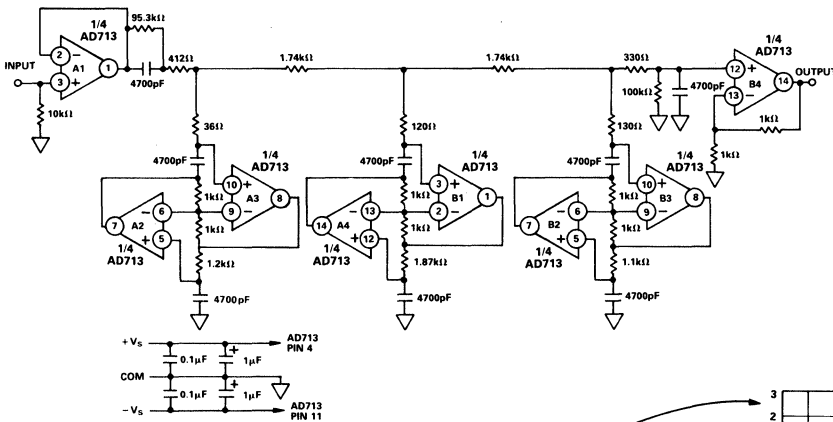 95.3kΩ
1/4
AD713
2
A1
1
3
INPUT
4700pF
412Ω
10kΩ
1.74kΩ
1.74kΩ
330Ω
100kΩ
4700pF
1/4
AD713
12
B4
14
13
OUTPUT
1kΩ
1kΩ
36Ω
4700pF
1/4
AD713
10
A3
8
9
1kΩ
1kΩ
7
6
A2
5
1/4
AD713
1.2kΩ
4700pF
120Ω
4700pF
1/4
AD713
3
B1
1
2
1kΩ
1kΩ
14
13
A4
12
1/4
AD713
1.87kΩ
4700pF
130Ω
4700pF
1/4
AD713
10
B3
8
9
1kΩ
1kΩ
7
6
B2
5
1/4
AD713
1.1kΩ
4700pF
+VS
AD713
PIN 4
0.1µF
+
1µF
COM
0.1µF
+
1µF
−VS
AD713
PIN 11
3
2